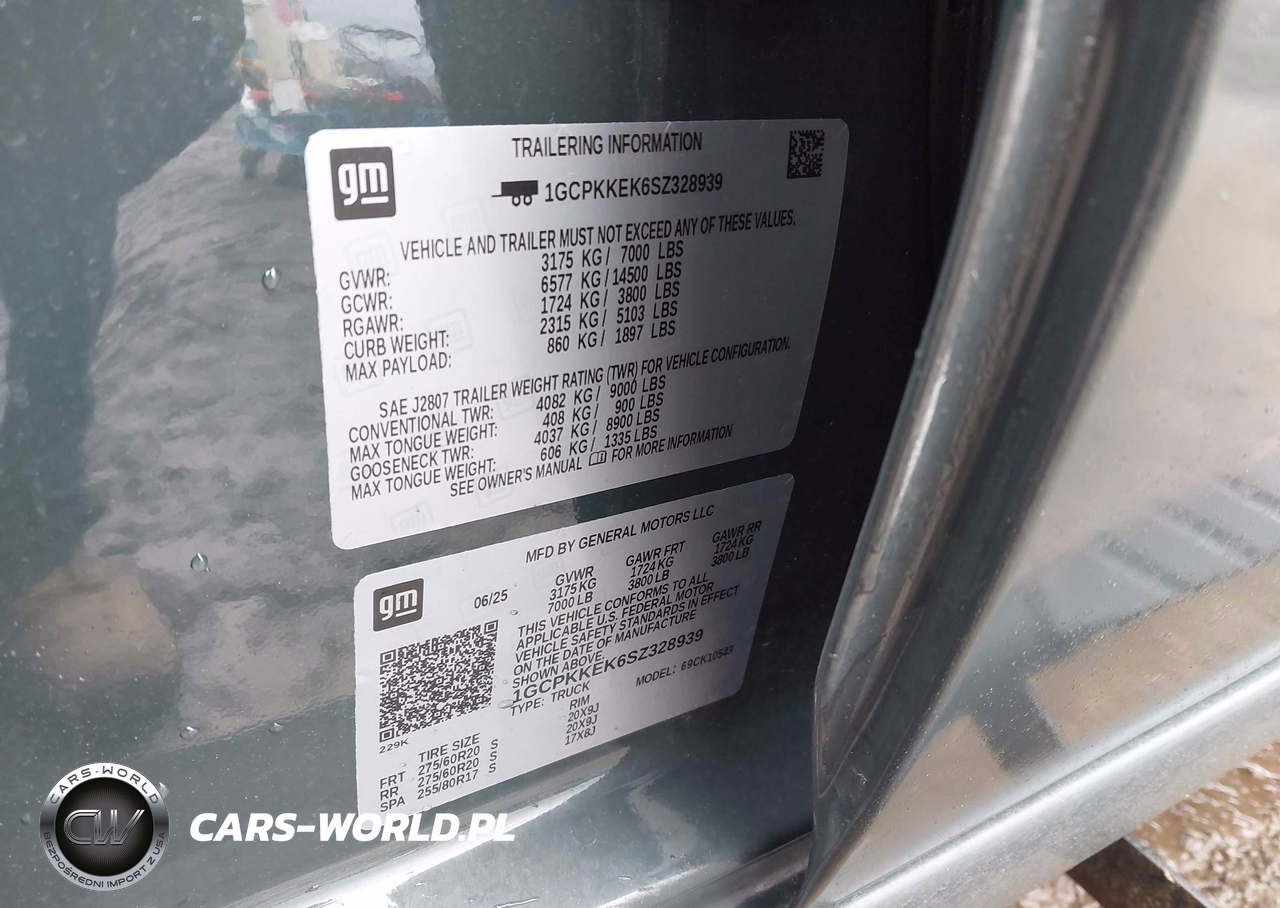 gm
TRAILERING INFORMATION
1GCPKKEK6SZ328939
VEHICLE AND TRAILER MUST NOT EXCEED ANY OF THESE VALUES.
GVWR: 3175 KG/ 7000 LBS
GCWR: 6577 KG/ 14500 LBS
RGAWR: 1724 KG/ 3800 LBS
CURB WEIGHT: 2315 KG/ 5103 LBS
MAX PAYLOAD: 860 KG/ 1897 LBS
SAE J2807 TRAILER WEIGHT RATING (TWR) FOR VEHICLE CONFIGURATION.
CONVENTIONAL TWR: 4082 KG/ 9000 LBS
MAX TONGUE WEIGHT: 408 KG/ 900 LBS
GOOSENECK TWR: 4037 KG/ 8900 LBS
MAX TONGUE WEIGHT: 606 KG/ 1335 LBS
SEE OWNER'S MANUAL FOR MORE INFORMATION
gm
MFD BY GENERAL MOTORS LLC
06/25
GVWR GAWR FRT GAWR RR
3175 KG 1724 KG 1724 KG
7000 LB 3800 LB 3800 LB
THIS VEHICLE CONFORMS TO ALL
APPLICABLE U.S. FEDERAL MOTOR
VEHICLE SAFETY STANDARDS IN EFFECT
ON THE DATE OF MANUFACTURE
SHOWN ABOVE.
1GCPKKEK6SZ328939
TYPE: TRUCK MODEL: 69CK10543
229K
TIRE SIZE RIM
FRT 275/60R20 S 20X9J
RR 275/60R20 S 20X9J
SPA 255/80R17 S 17X8J
CARS-WORLD
CW
BEZPOŚREDNI IMPORT Z USA
CARS-WORLD.PL